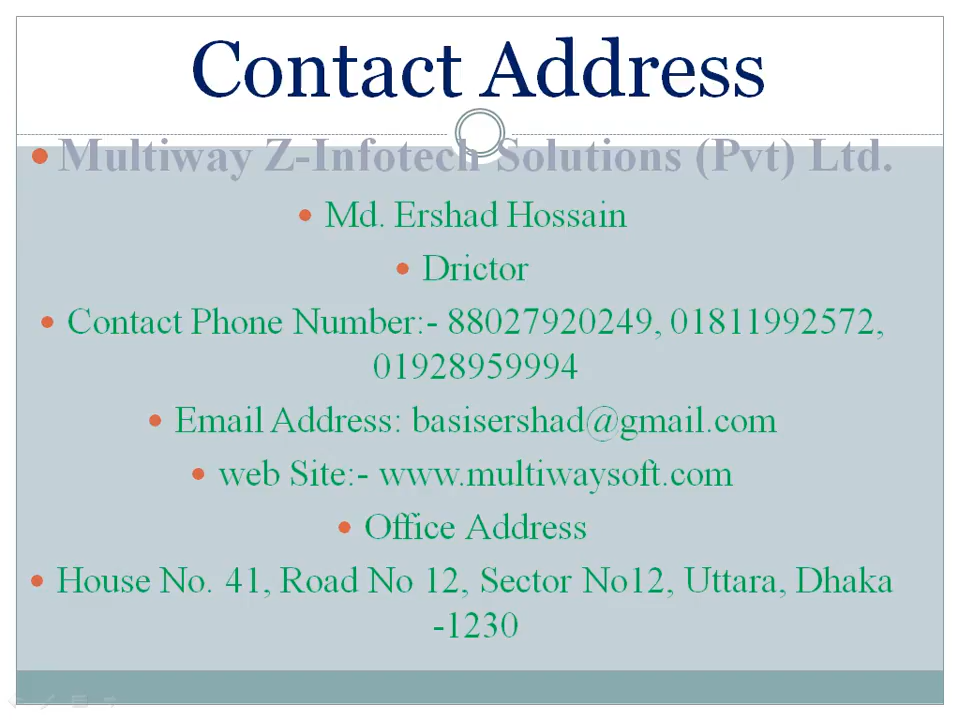 Contact Address
• Multiway Z-Infotech Solutions (Pvt) Ltd.
• Md. Ershad Hossain
• Drictor
• Contact Phone Number:- 88027920249, 01811992572,
01928959994
• Email Address: basisershad@gmail.com
• web Site:- www.multiwaysoft.com
• Office Address
• House No. 41, Road No 12, Sector No12, Uttara, Dhaka
-1230